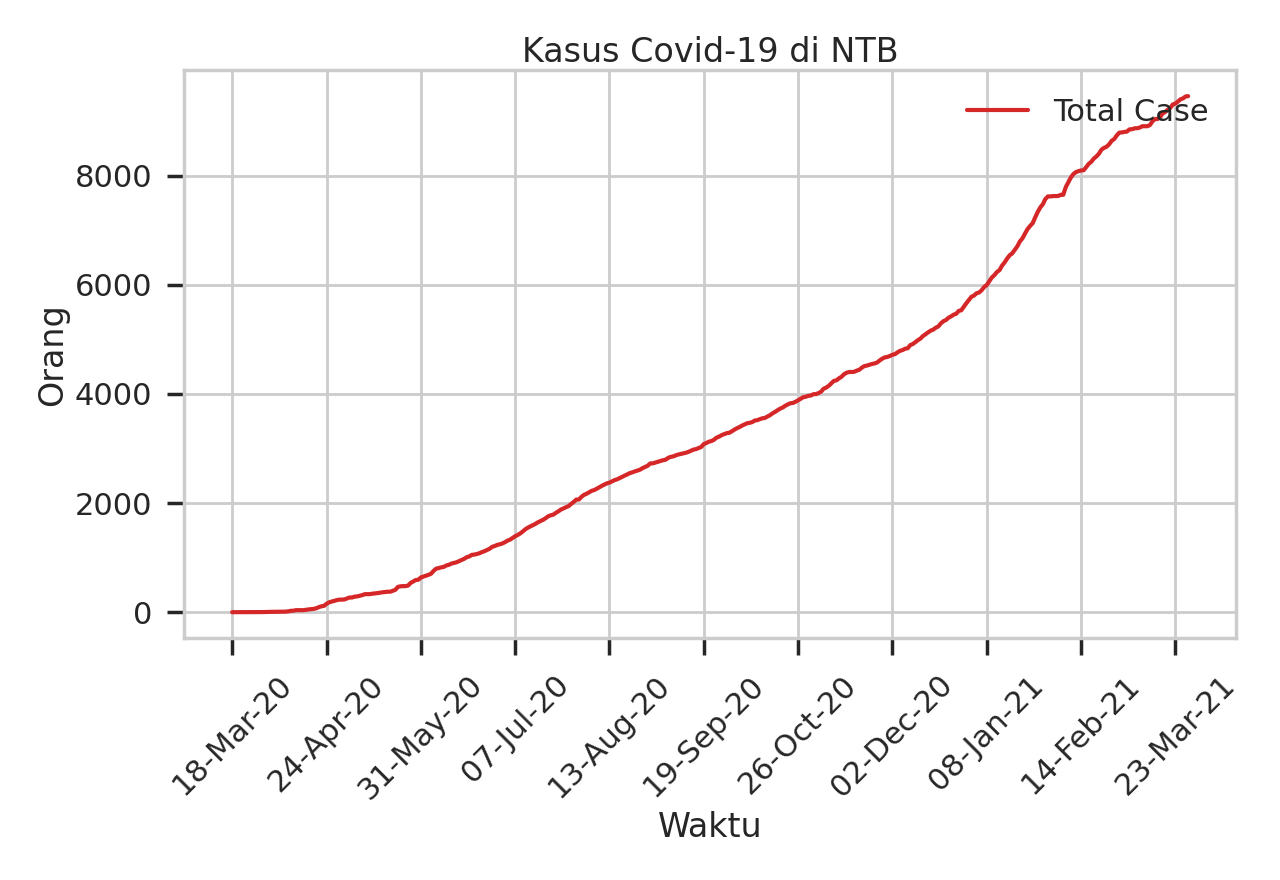 Kasus Covid-19 di NTB
Total Case
Orang
8000
6000
4000
2000
0
18-Mar-20
24-Apr-20
31-May-20
07-Jul-20
13-Aug-20
19-Sep-20
26-Oct-20
02-Dec-20
08-Jan-21
14-Feb-21
23-Mar-21
Waktu